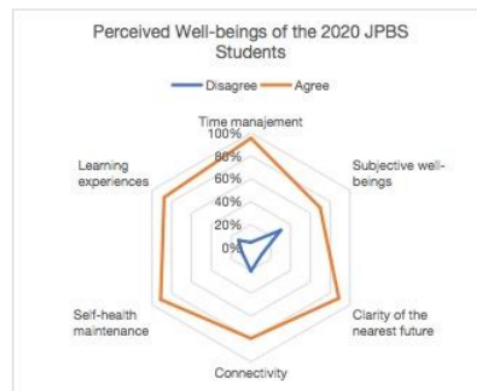 Perceived Well-beings of the 2020 JPBS
Students
Disagree Agree
Time manajement
100%
80%
60%
40%
20%
0%
Learning
experiences
Subjective well-
beings
Self-health
maintenance
Clarity of the
nearest future
Connectivity